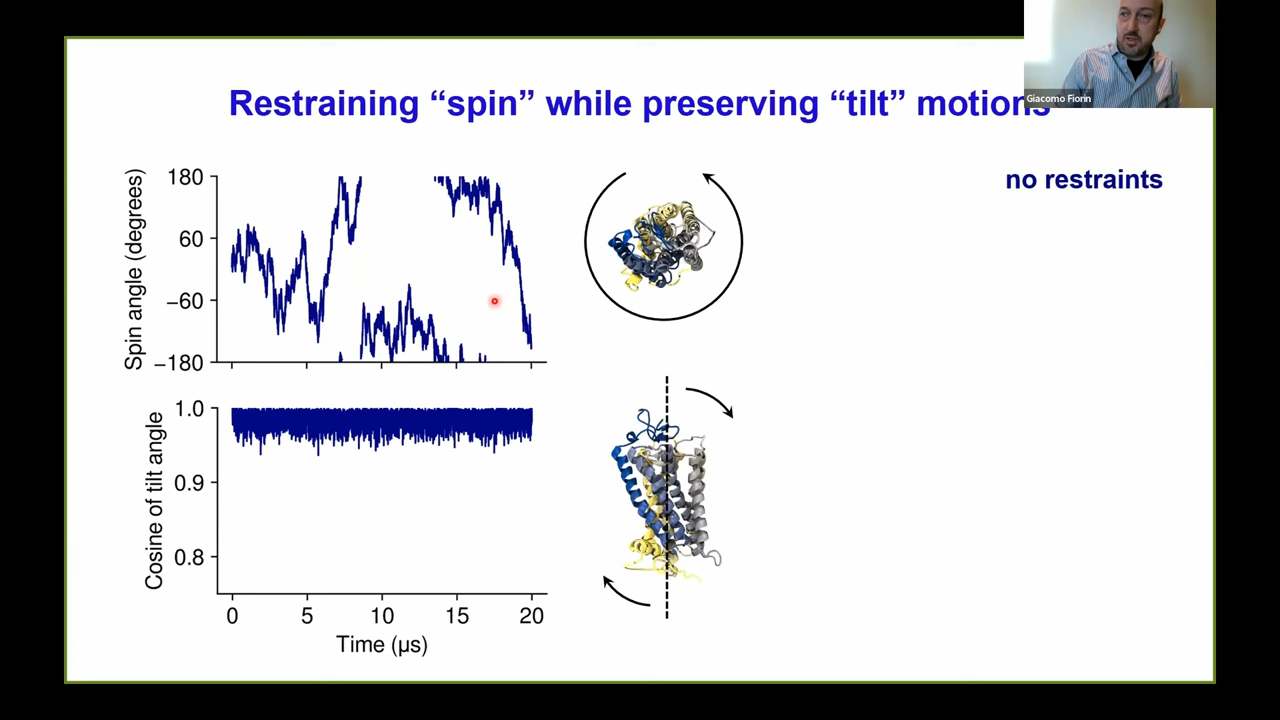 Giacomo Fiorin
Restraining “spin” while preserving “tilt” motions
no restraints
Spin angle (degrees)
180
60
−60
−180
Cosine of tilt angle
1.0
0.9
0.8
0 5 10 15 20
Time (µs)